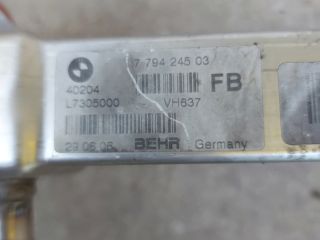 7 794 245 03
40204
FB
L7305000
VH637
29.06.06
BEHR
Germany